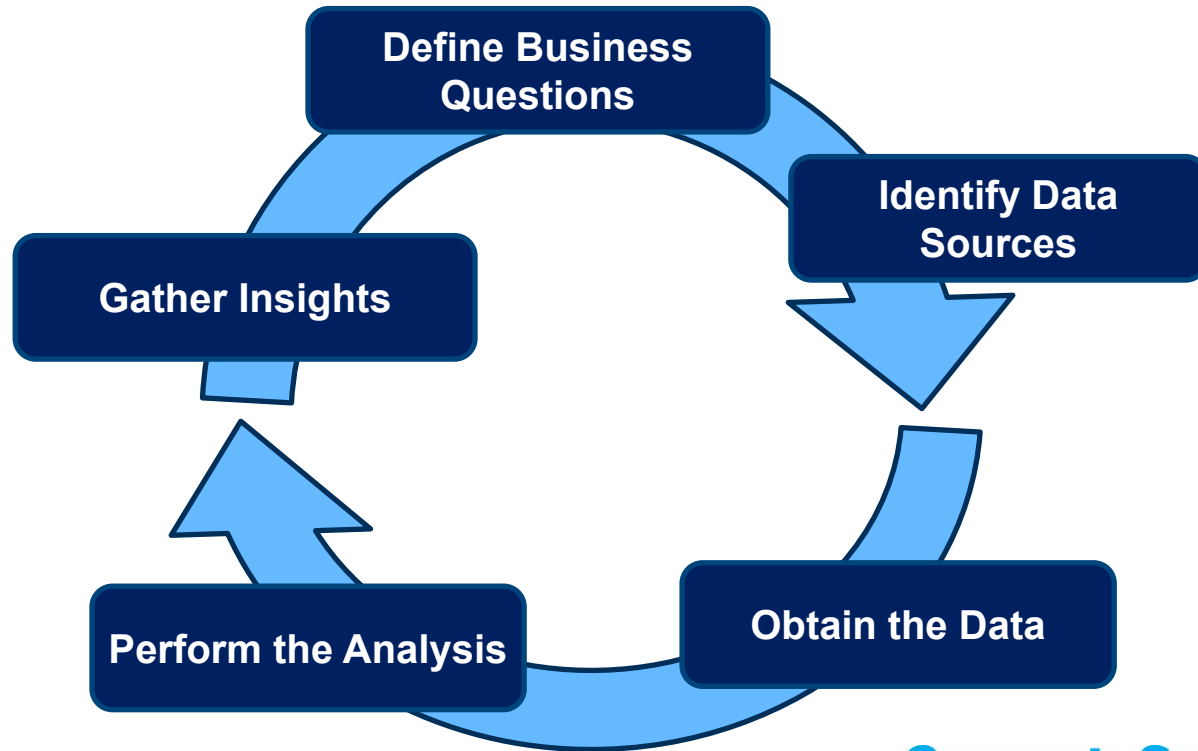 Define Business
Questions
Identify Data
Sources
Obtain the Data
Perform the Analysis
Gather Insights